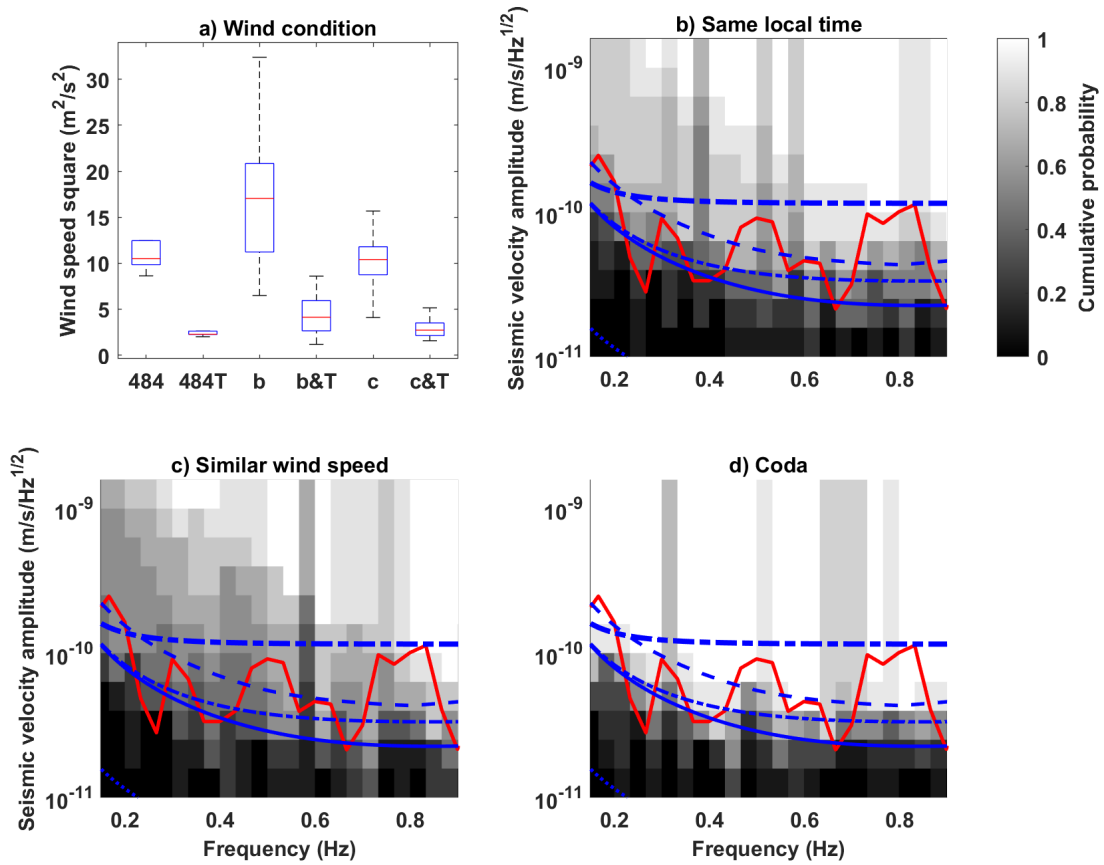 a) Wind condition
Wind speed square (m2/s2)
30
25
20
15
10
5
0
484 484T b b&T c c&T
b) Same local time
Seismic velocity amplitude (m/s/Hz1/2)
10-9
10-10
10-11
0.2 0.4 0.6 0.8
1
0.8
0.6
0.4
0.2
0
Cumulative probability
c) Similar wind speed
Seismic velocity amplitude (m/s/Hz1/2)
10-9
10-10
10-11
0.2 0.4 0.6 0.8
Frequency (Hz)
d) Coda
10-9
10-10
10-11
0.2 0.4 0.6 0.8
Frequency (Hz)